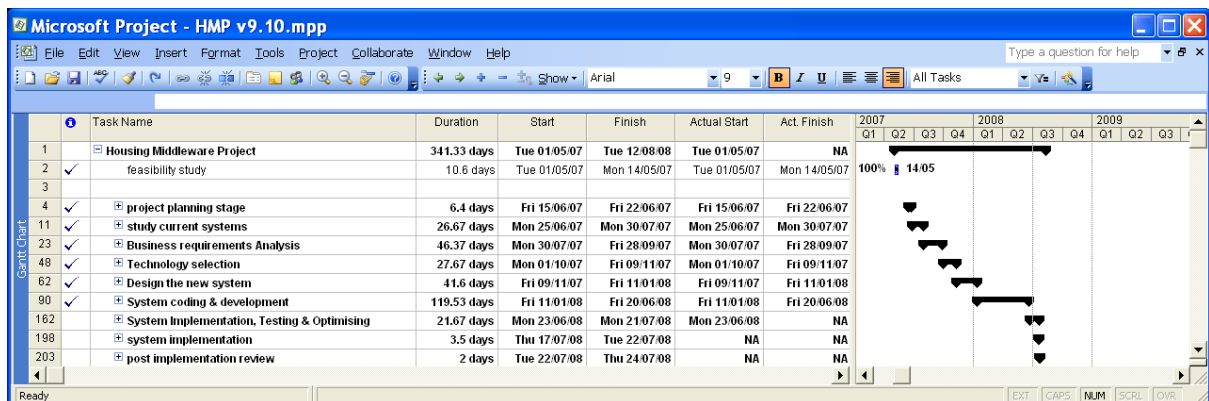 Microsoft Project - HMP v9.10.mpp
File Edit View Insert Format Tools Project Collaborate Window Help Type a question for help
Show Arial 9 B I U All Tasks
Task Name Duration Start Finish Actual Start Act. Finish 2007 2008 2009
Q1 Q2 Q3 Q4 Q1 Q2 Q3 Q4 Q1 Q2 Q3
1 Housing Middleware Project 341.33 days Tue 01/05/07 Tue 12/08/08 Tue 01/05/07 NA
2 feasibility study 10.6 days Tue 01/05/07 Mon 14/05/07 Tue 01/05/07 Mon 14/05/07 100% 14/05
3
4 project planning stage 6.4 days Fri 15/06/07 Fri 22/06/07 Fri 15/06/07 Fri 22/06/07
11 study current systems 26.67 days Mon 25/06/07 Mon 30/07/07 Mon 25/06/07 Mon 30/07/07
23 Business requirements Analysis 46.37 days Mon 30/07/07 Fri 28/09/07 Mon 30/07/07 Fri 28/09/07
48 Technology selection 27.67 days Mon 01/10/07 Fri 09/11/07 Mon 01/10/07 Fri 09/11/07
62 Design the new system 41.6 days Fri 09/11/07 Fri 11/01/08 Fri 09/11/07 Fri 11/01/08
90 System coding & development 119.53 days Fri 11/01/08 Fri 20/06/08 Fri 11/01/08 Fri 20/06/08
162 System Implementation, Testing & Optimising 21.67 days Mon 23/06/08 Mon 21/07/08 Mon 23/06/08 NA
198 system implementation 3.5 days Thu 17/07/08 Tue 22/07/08 NA NA
203 post implementation review 2 days Tue 22/07/08 Thu 24/07/08 NA NA
Gantt Chart
Ready EXT CAPS NUM SCRL OVR